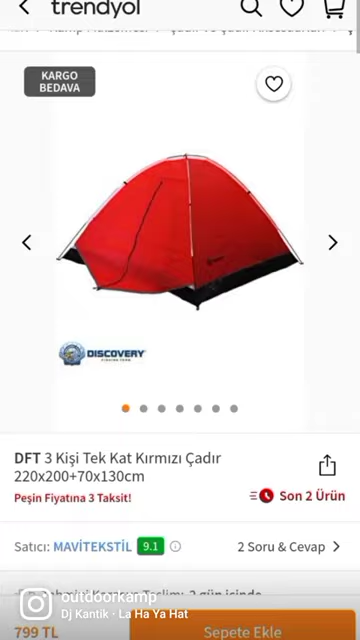 trendyol
KARGO
BEDAVA
DISCOVERY
DFT 3 Kişi Tek Kat Kırmızı Çadır
220x200+70x130cm
Peşin Fiyatına 3 Taksit!
Son 2 Ürün
Satıcı: MAVİTEKSTİL 9.1
2 Soru & Cevap
outdoorkamp
Dj Kantik · La Ha Ya Hat
799 TL
Sepete Ekle